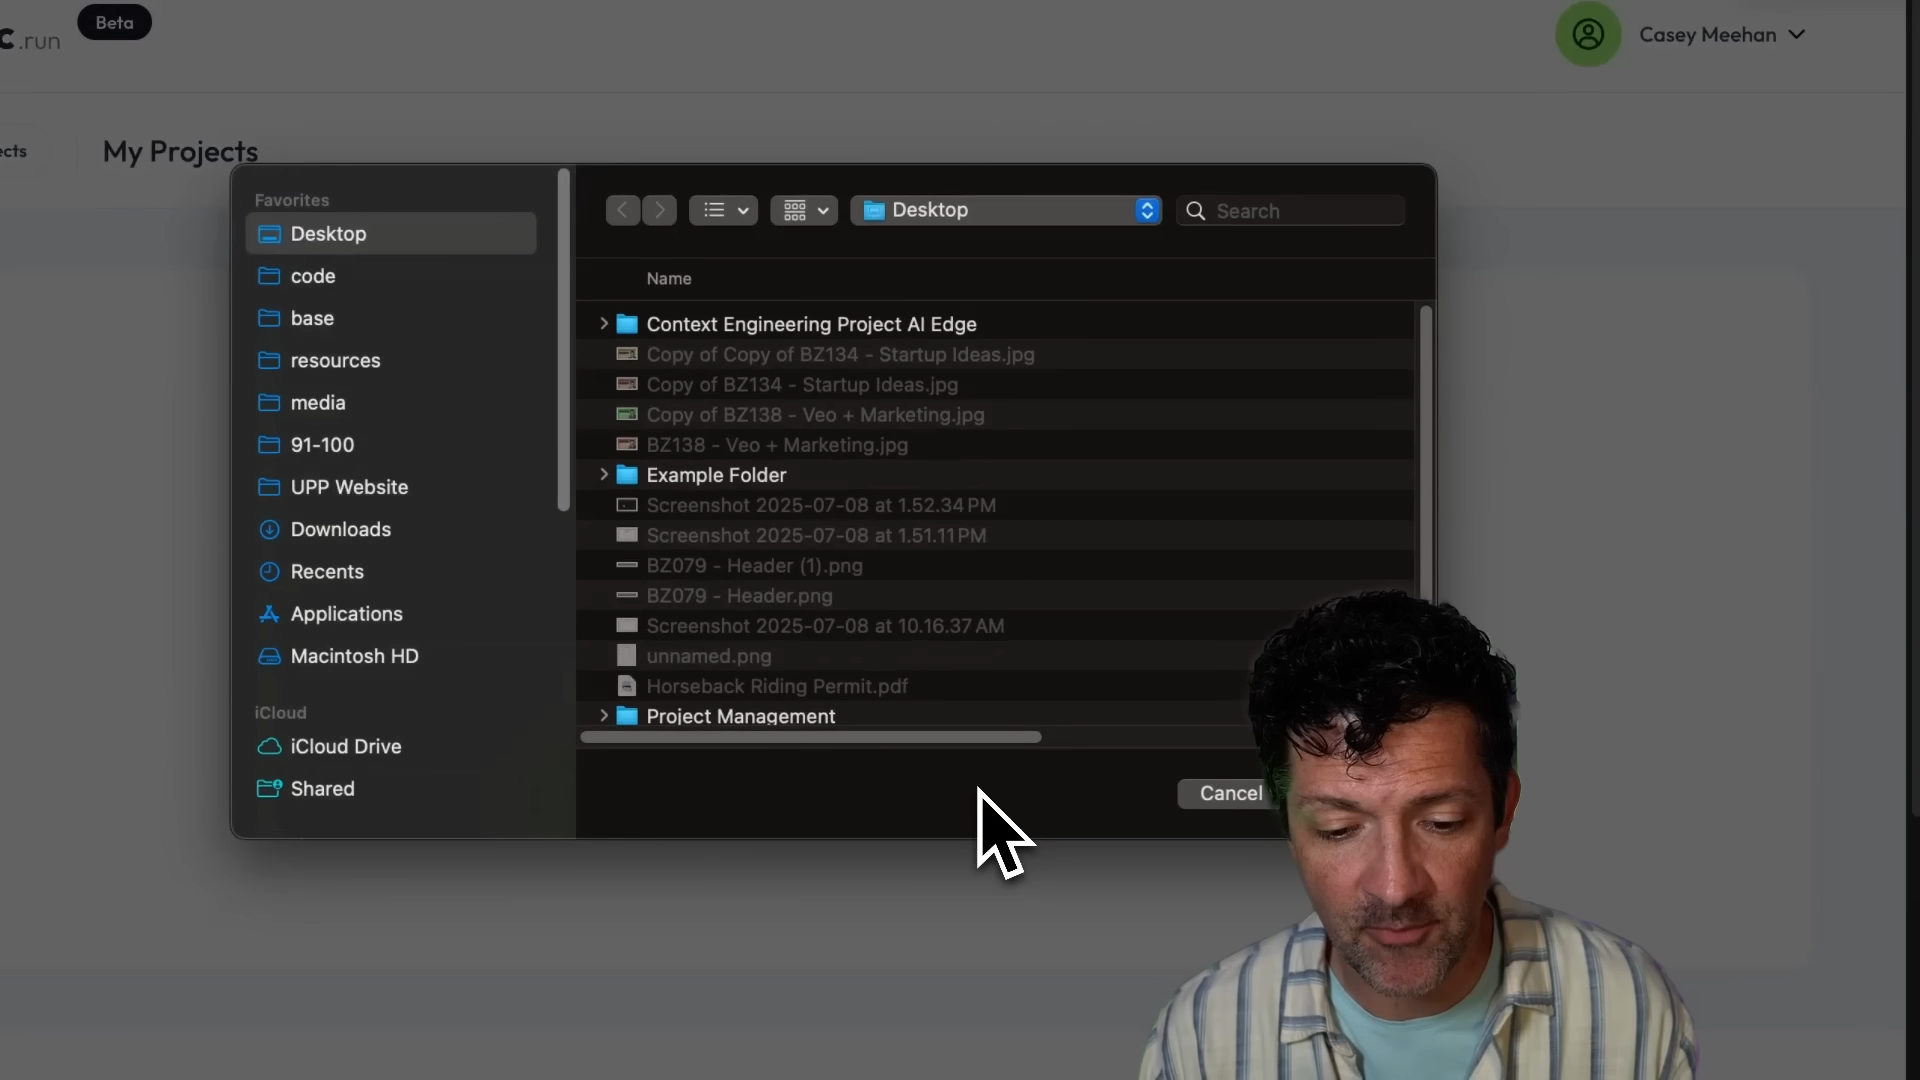 c.run
Beta
Casey Meehan
ects
My Projects
Favorites
Desktop
code
base
resources
media
91-100
UPP Website
Downloads
Recents
Applications
Macintosh HD
iCloud
iCloud Drive
Shared
Desktop
Search
Name
Context Engineering Project AI Edge
Copy of Copy of BZ134 - Startup Ideas.jpg
Copy of BZ134 - Startup Ideas.jpg
Copy of BZ138 - Veo + Marketing.jpg
BZ138 - Veo + Marketing.jpg
Example Folder
Screenshot 2025-07-08 at 1.52.34 PM
Screenshot 2025-07-08 at 1.51.11 PM
BZ079 - Header (1).png
BZ079 - Header.png
Screenshot 2025-07-08 at 10.16.37 AM
unnamed.png
Horseback Riding Permit.pdf
Project Management
Cancel